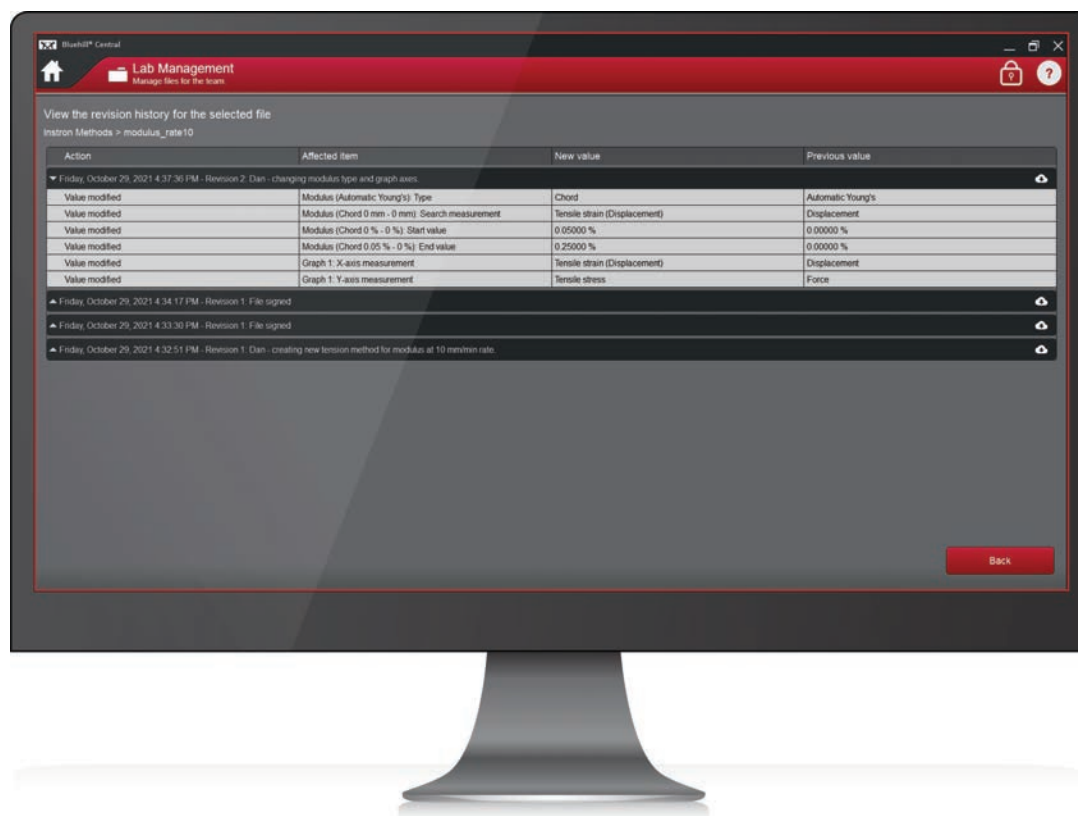 Bluehill® Central
Lab Management
Manage files for the team
?
View the revision history for the selected file
Instron Methods > modulus_rate10
Action Affected item New value Previous value
Friday, October 29, 2021 4:37:36 PM - Revision 2: Dan - changing modulus type and graph axes.
Value modified Modulus (Automatic Young's): Type Chord Automatic Young's
Value modified Modulus (Chord 0 mm - 0 mm): Search measurement Tensile strain (Displacement) Displacement
Value modified Modulus (Chord 0 % - 0 %): Start value 0.05000 % 0.00000 %
Value modified Modulus (Chord 0.05 % - 0 %): End value 0.25000 % 0.00000 %
Value modified Graph 1: X-axis measurement Tensile strain (Displacement) Displacement
Value modified Graph 1: Y-axis measurement Tensile stress Force
Friday, October 29, 2021 4:34:17 PM - Revision 1: File signed
Friday, October 29, 2021 4:33:30 PM - Revision 1: File signed
Friday, October 29, 2021 4:32:51 PM - Revision 1: Dan - creating new tension method for modulus at 10 mm/min rate.
Back